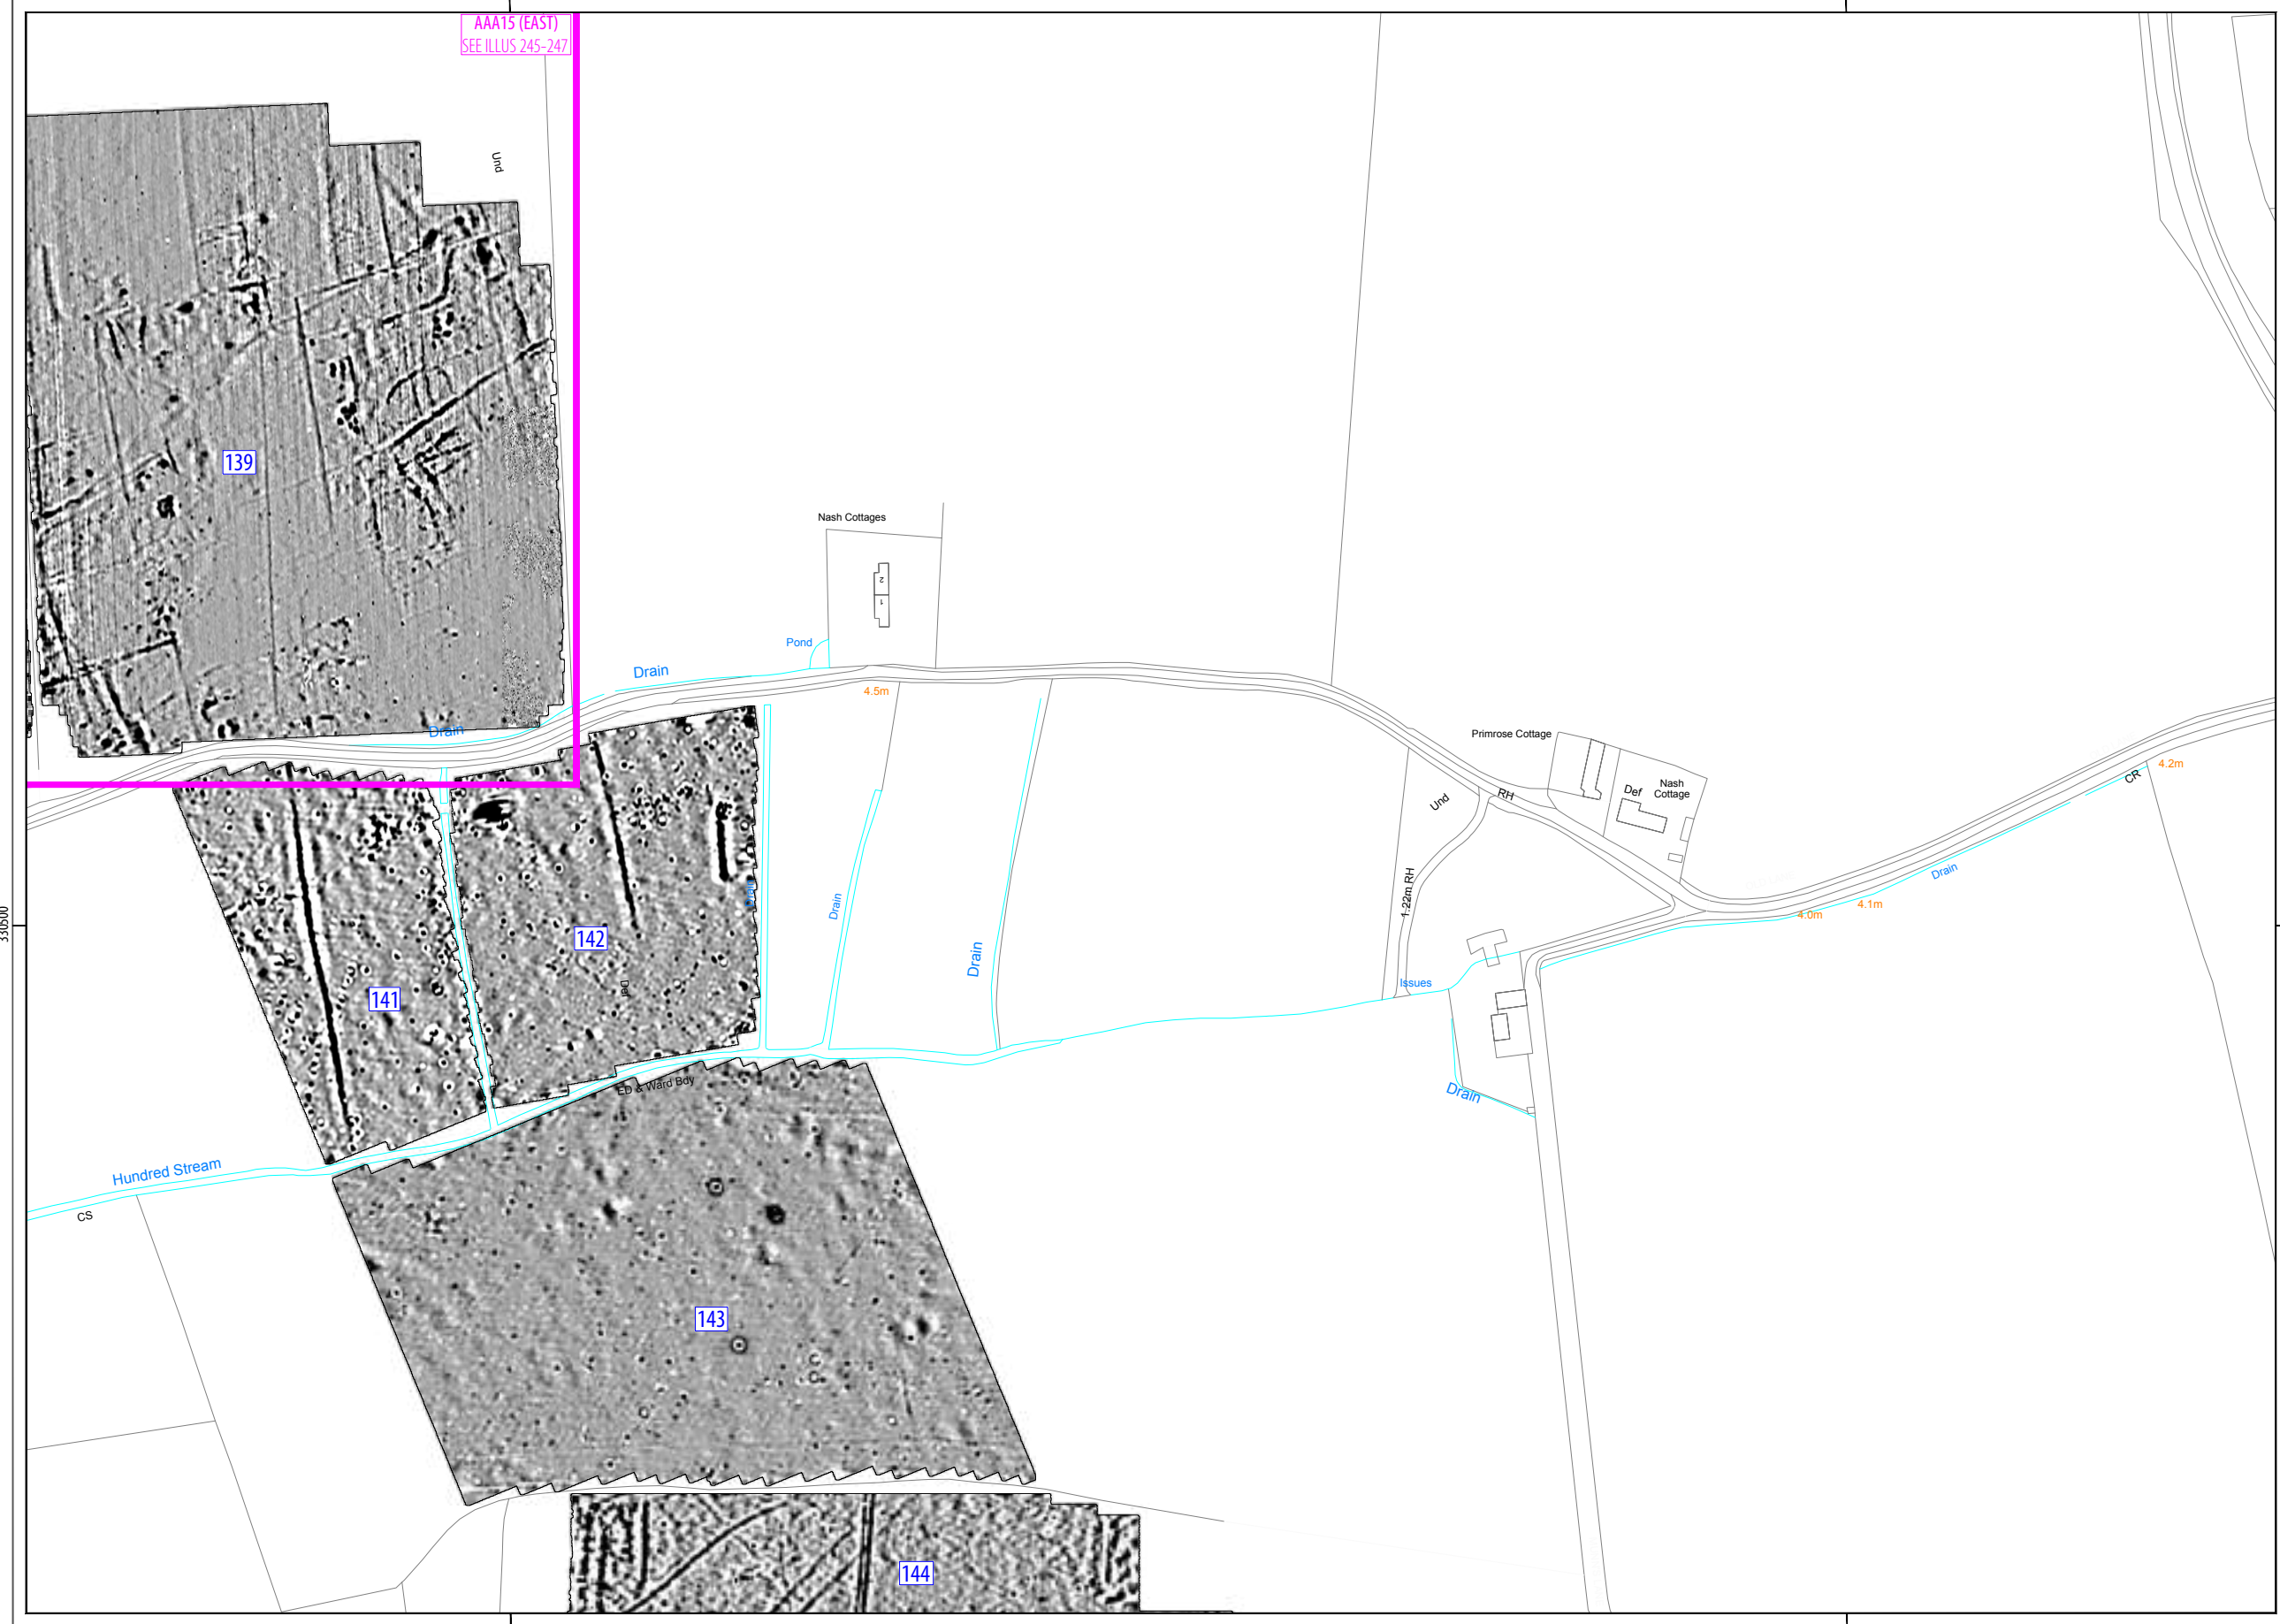 AAA15 (EAST)
SEE ILLUS 245-247
Und
139
Nash Cottages
2
1
Pond
Drain
4.5m
Drain
Primrose Cottage
Nash
Cottage
Def
RH
Und
CR
4.2m
Drain
4.1m
4.0m
1.22m RH
Drain
Drain
Drain
330600
142
Def
141
Issues
ED & Ward Bdy
Drain
Hundred Stream
CS
143
144